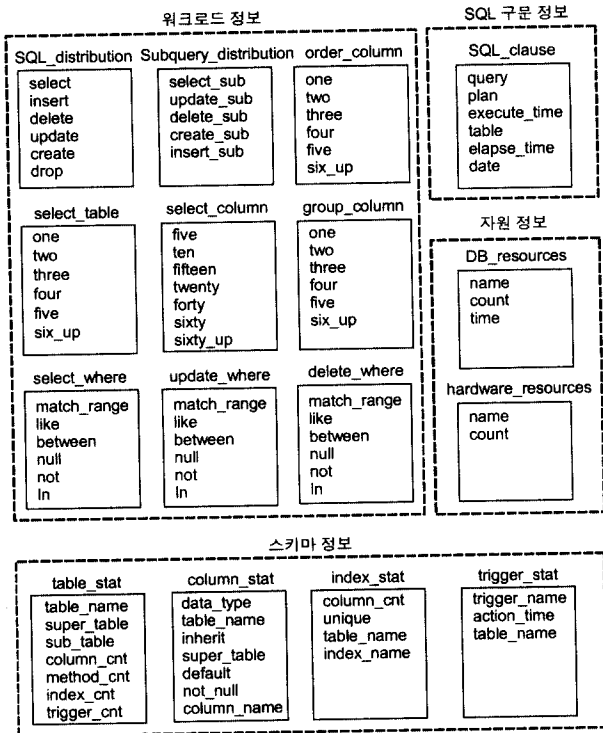 워크로드 정보
SQL_distribution
select
insert
delete
update
create
drop
Subquery_distribution
select_sub
update_sub
delete_sub
create_sub
insert_sub
order_column
one
two
three
four
five
six_up
select_table
one
two
three
four
five
six_up
select_column
five
ten
fifteen
twenty
forty
sixty
sixty_up
group_column
one
two
three
four
five
six_up
select_where
match_range
like
between
null
not
In
update_where
match_range
like
between
null
not
In
delete_where
match_range
like
between
null
not
In
SQL 구문 정보
SQL_clause
query
plan
execute_time
table
elapse_time
date
자원 정보
DB_resources
name
count
time
hardware_resources
name
count
스키마 정보
table_stat
table_name
super_table
sub_table
column_cnt
method_cnt
index_cnt
trigger_cnt
column_stat
data_type
table_name
inherit
super_table
default
not_null
column_name
index_stat
column_cnt
unique
table_name
index_name
trigger_stat
trigger_name
action_time
table_name